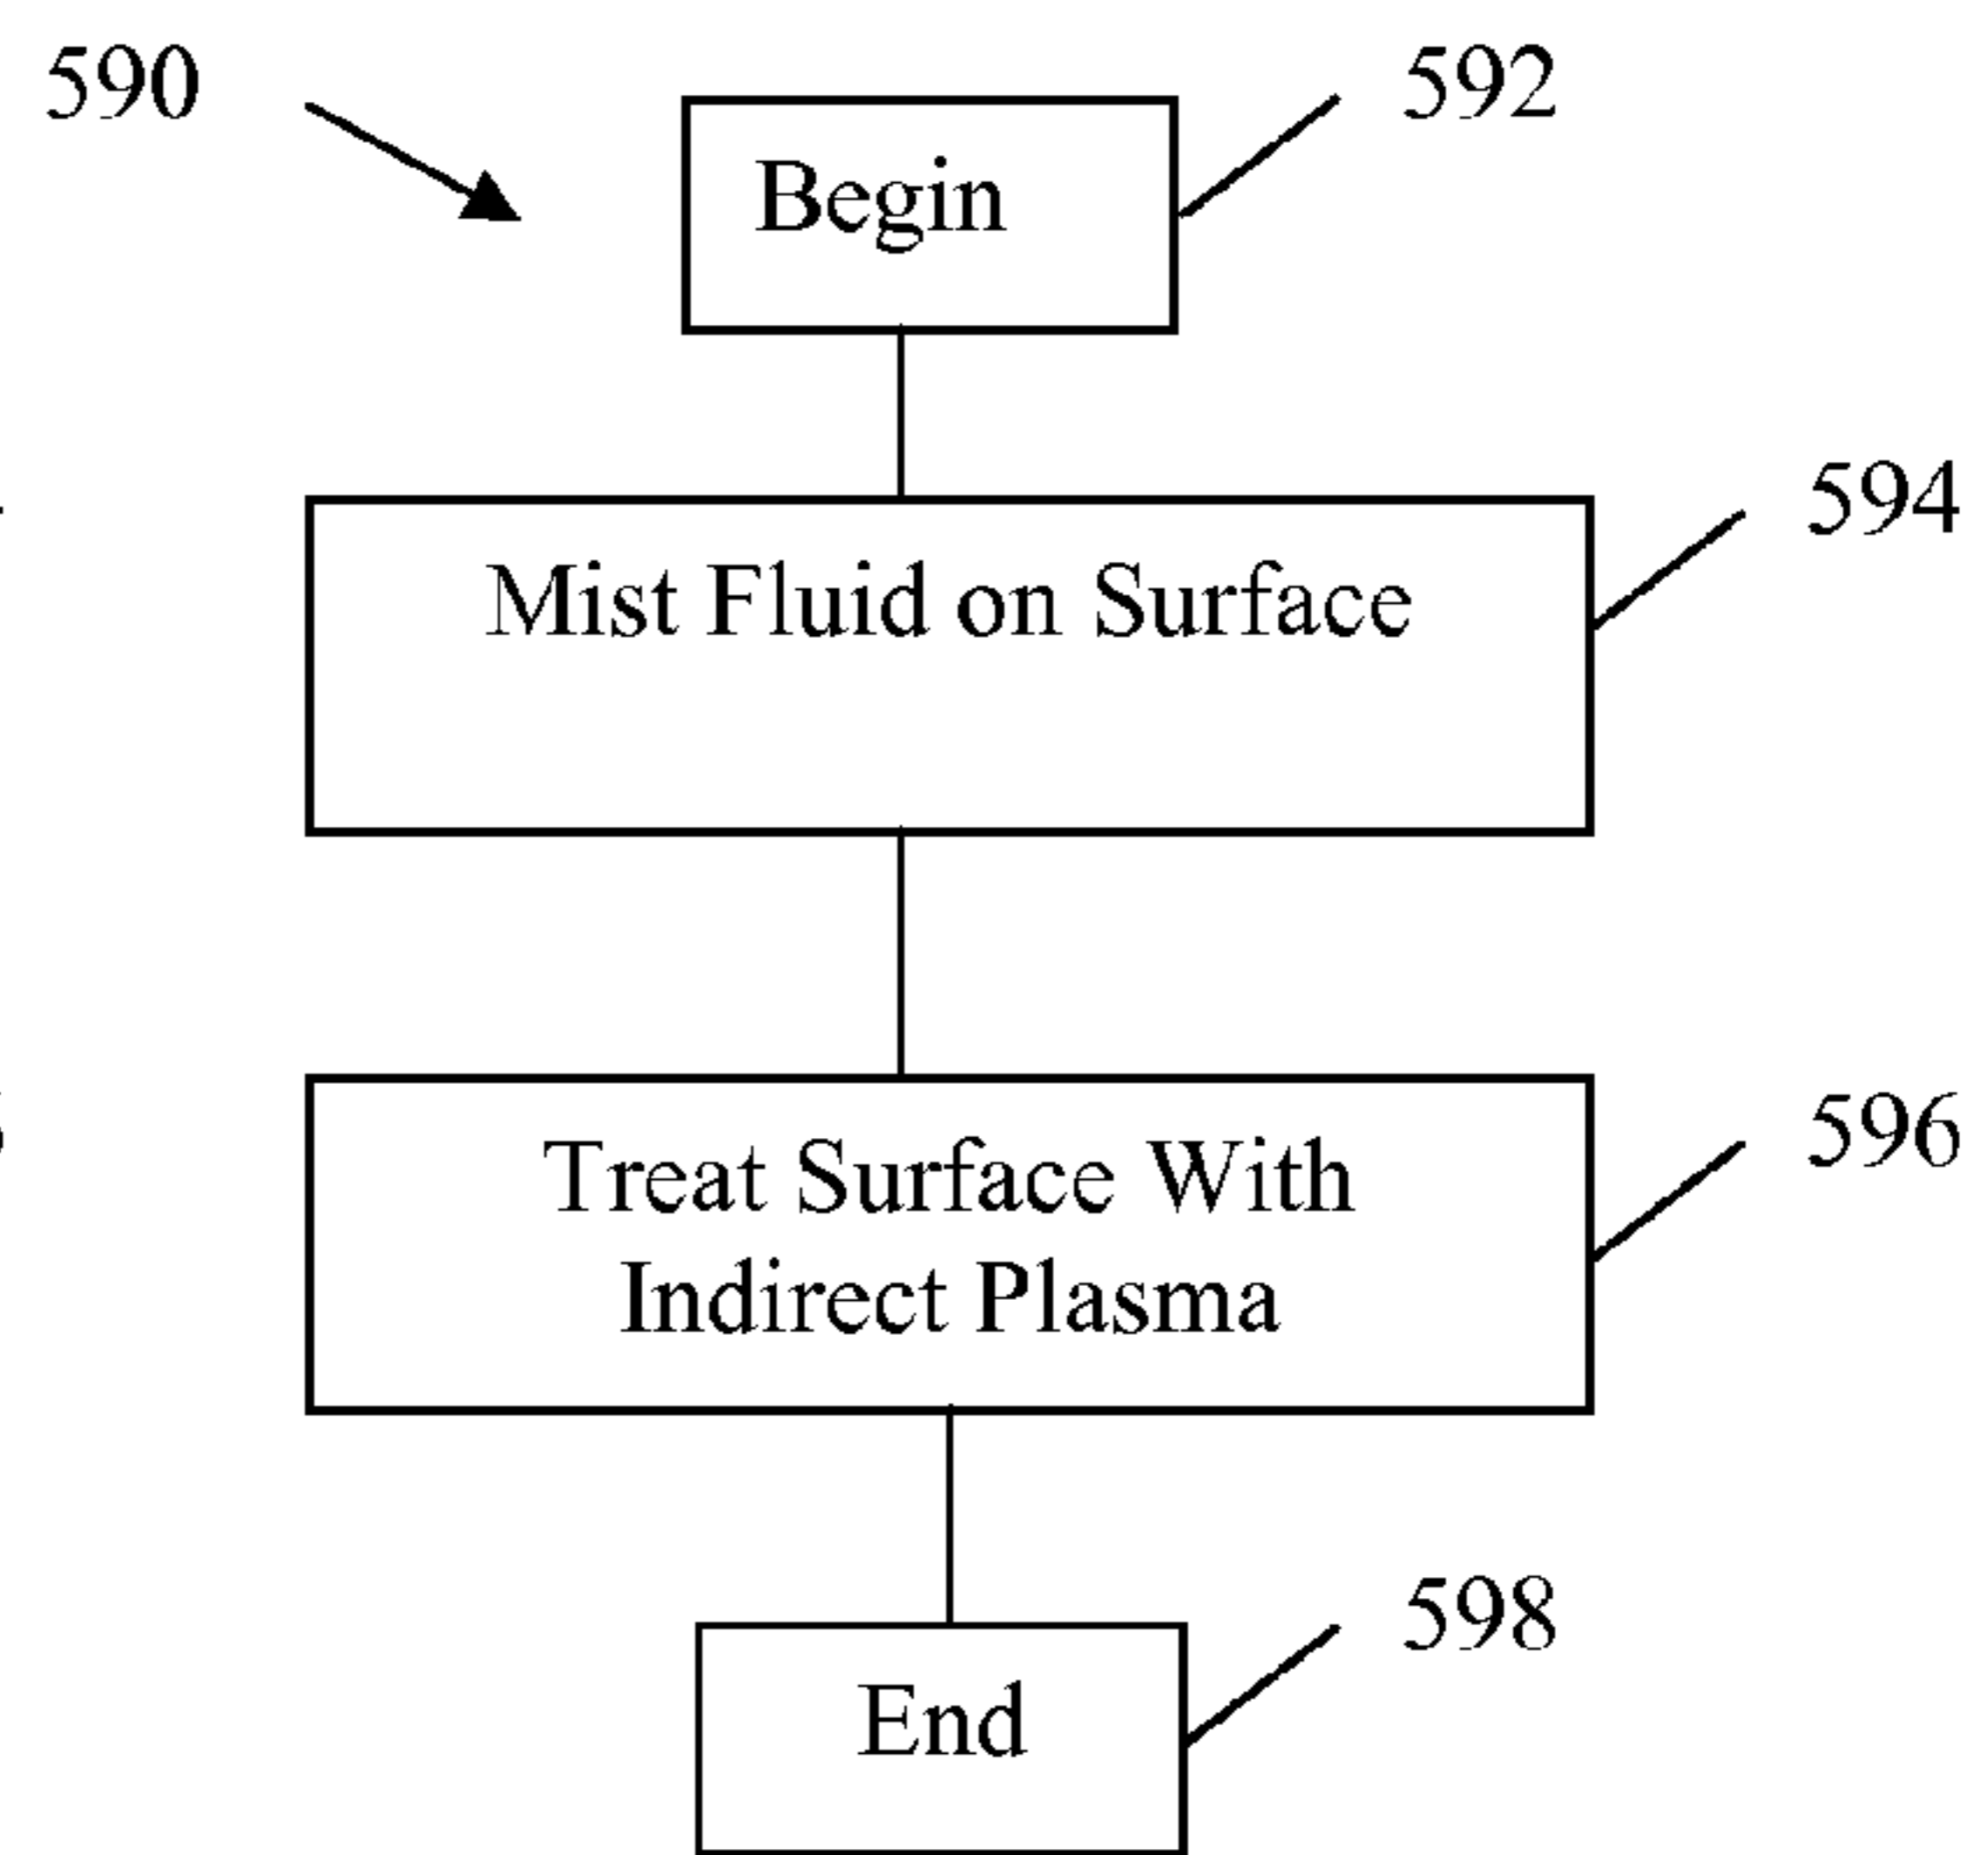 590
592
Begin
594
Mist Fluid on Surface
596
Treat Surface With
Indirect Plasma
598
End